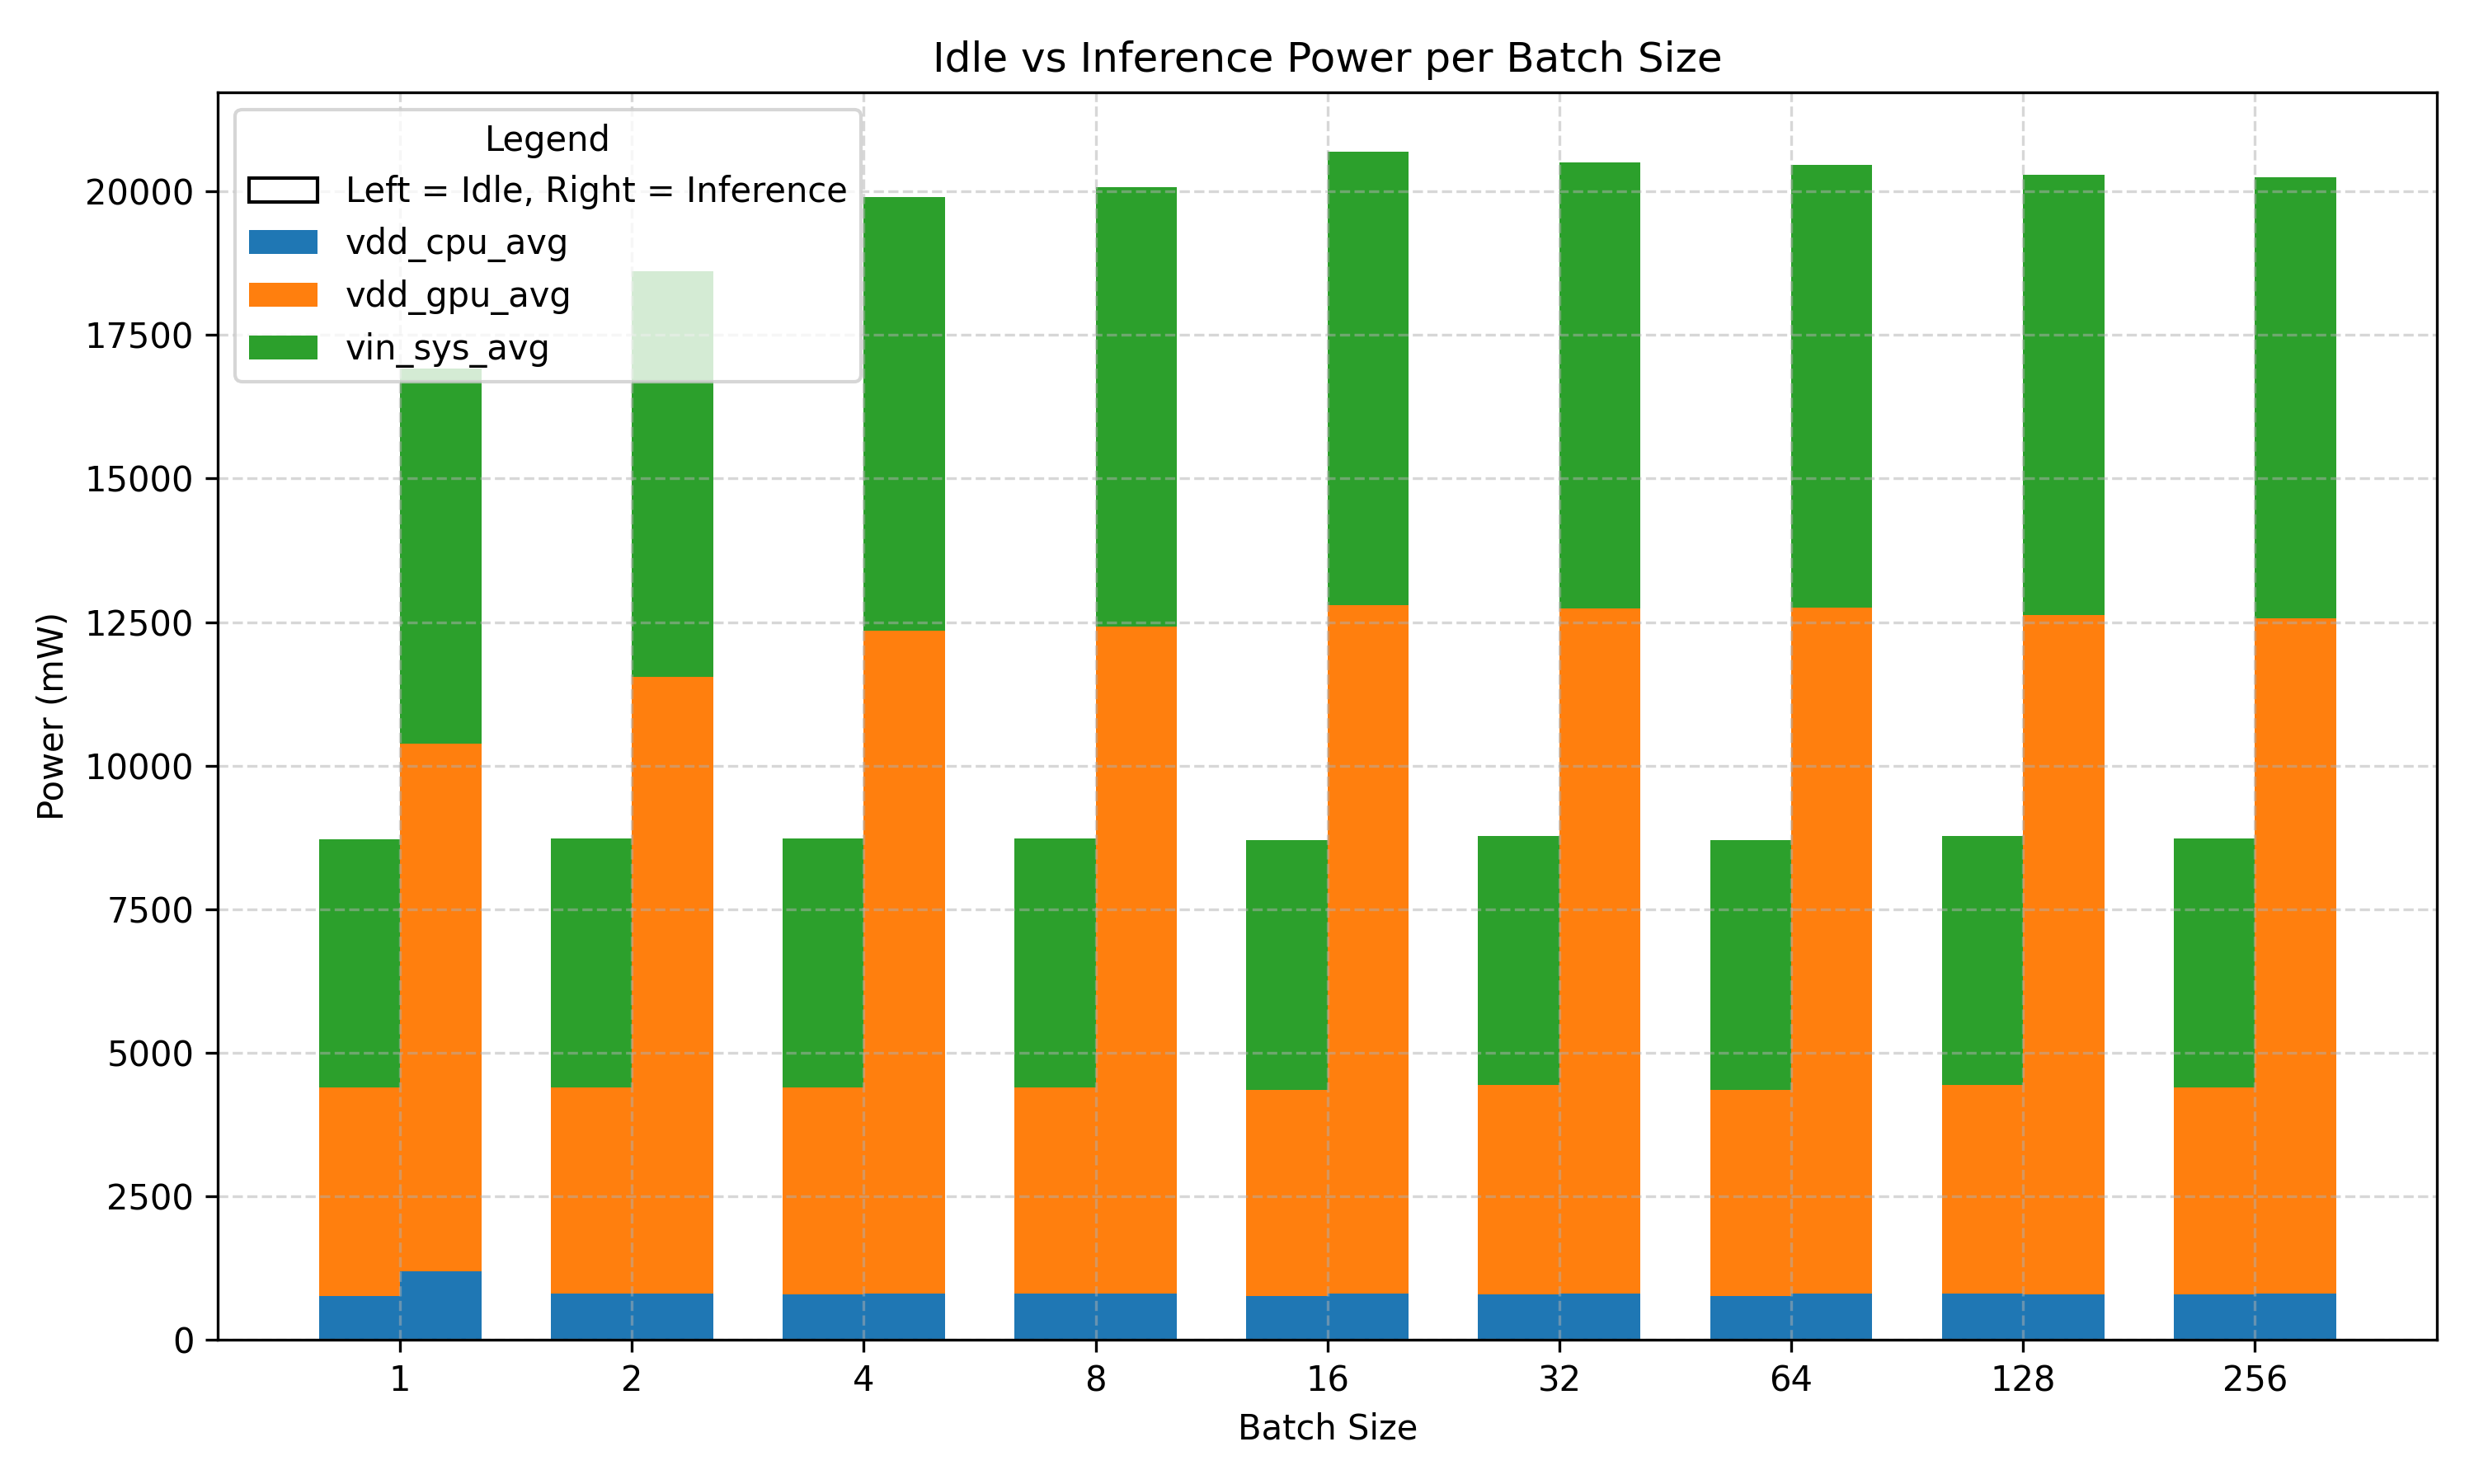 Idle vs Inference Power per Batch Size
Legend
Left = Idle, Right = Inference
vdd_cpu_avg
vdd_gpu_avg
vin_sys_avg
Power (mW)
20000
17500
15000
12500
10000
7500
5000
2500
0
1 2 4 8 16 32 64 128 256
Batch Size